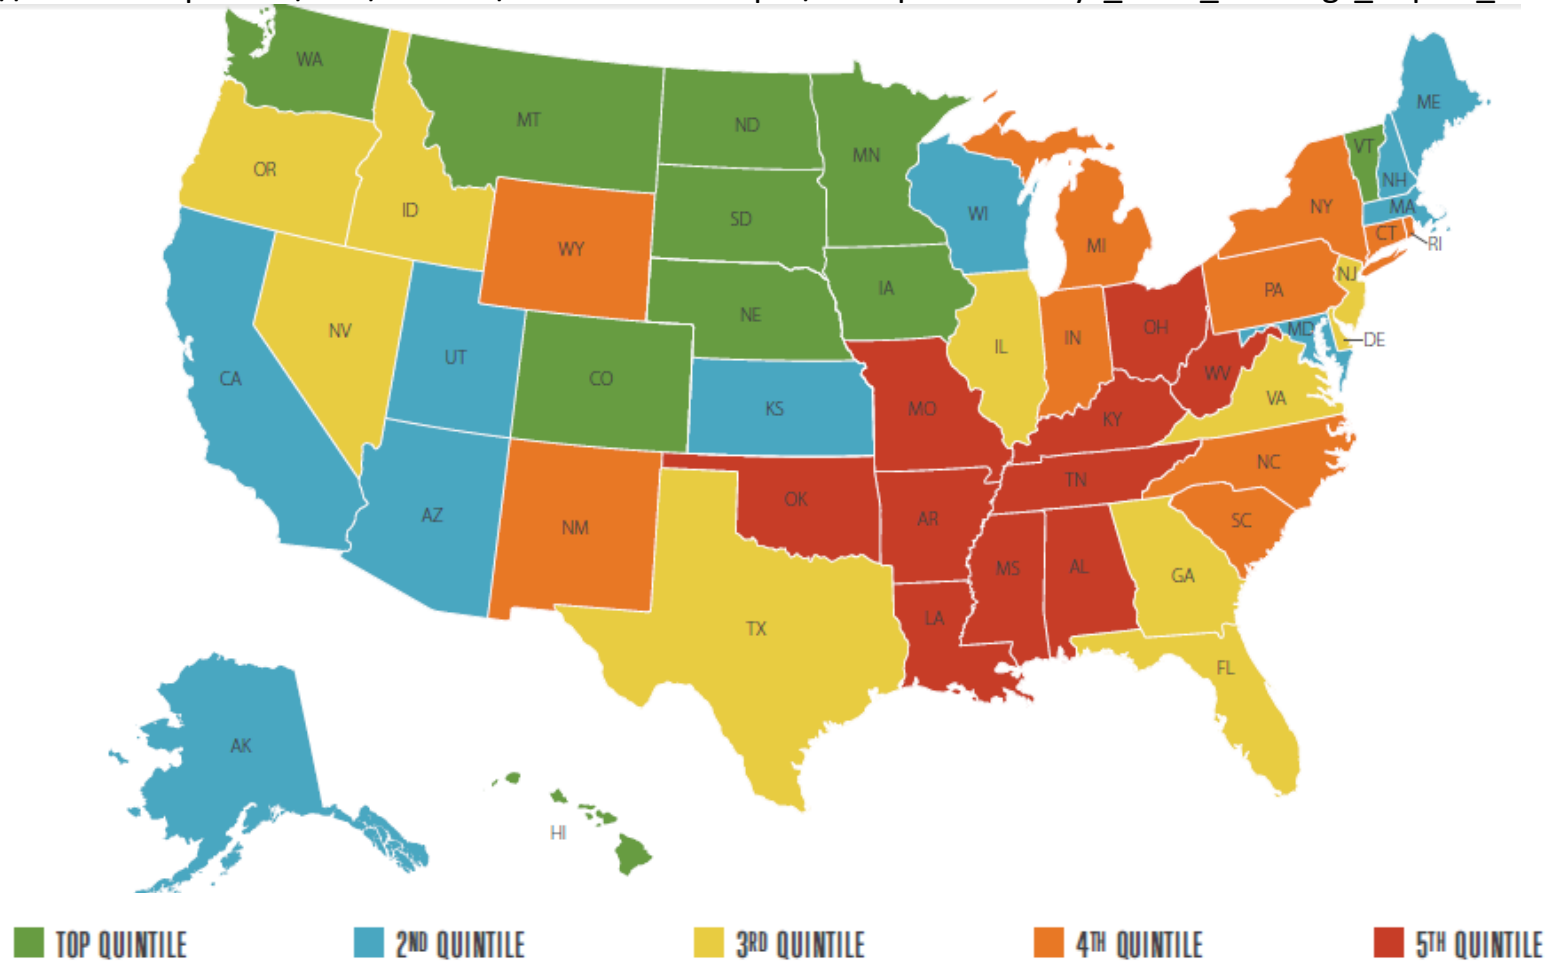 WA
MT
ND
MN
ME
VT
OR
ID
SD
WI
NH
MA
NY
CT
RI
WY
MI
IA
NE
NJ
PA
MD
DE
NV
UT
CO
IL
IN
OH
WV
VA
CA
KS
MO
KY
NC
TN
AZ
NM
OK
AR
SC
MS
AL
GA
TX
LA
FL
AK
HI
TOP QUINTILE
2ND QUINTILE
3RD QUINTILE
4TH QUINTILE
5TH QUINTILE